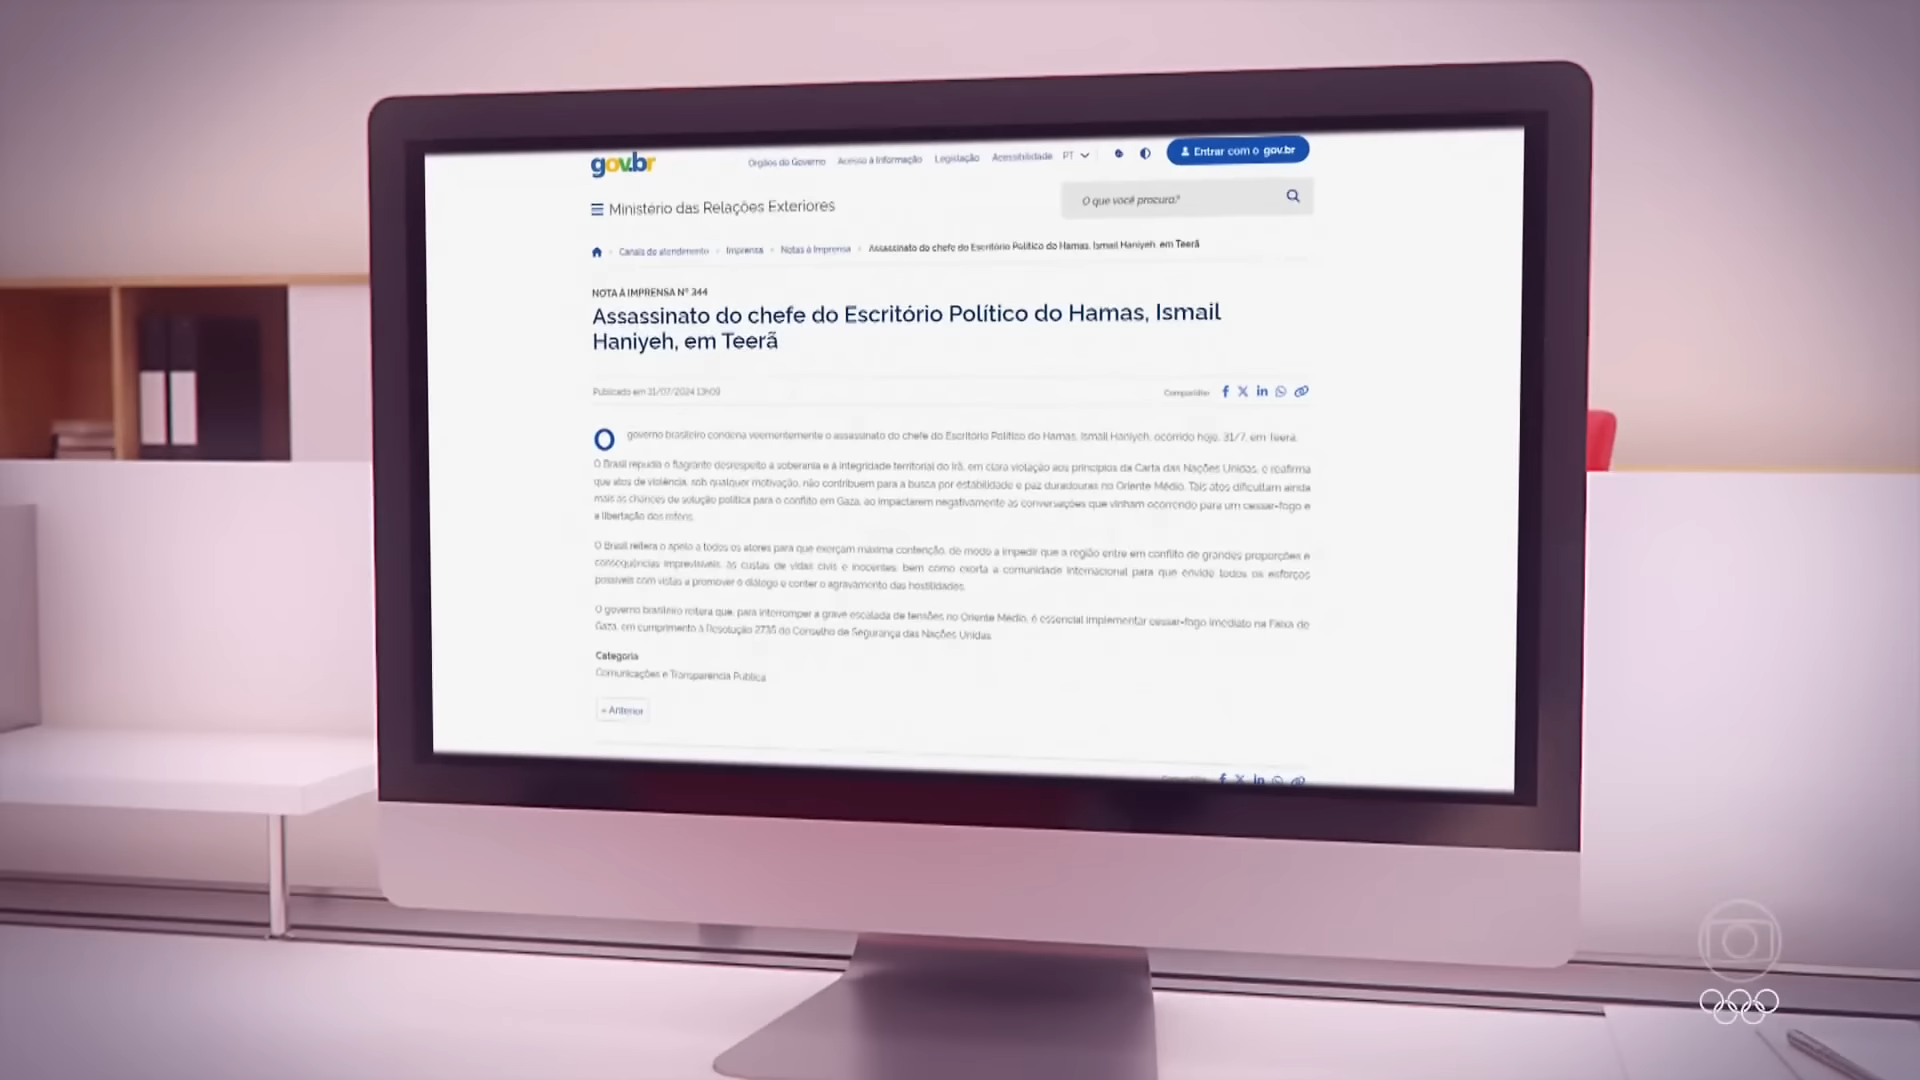 gov.br
Órgãos do Governo Acesso à Informação Legislação Acessibilidade PT Entrar com o gov.br
Ministério das Relações Exteriores O que você procura?
Canais de atendimento Imprensa Notas à Imprensa Assassinato do chefe do Escritório Político do Hamas, Ismail Haniyeh, em Teerã
NOTA À IMPRENSA Nº 344
Assassinato do chefe do Escritório Político do Hamas, Ismail
Haniyeh, em Teerã
Publicado em 31/07/2024 13h09 Compartilhe:
O governo brasileiro condena veementemente o assassinato do chefe do Escritório Político do Hamas, Ismail Haniyeh, ocorrido hoje, 31/7, em Teerã.
O Brasil repudia o flagrante desrespeito à soberania e à integridade territorial do Irã, em clara violação aos princípios da Carta das Nações Unidas, e reafirma
que atos de violência, sob qualquer motivação, não contribuem para a busca por estabilidade e paz duradouras no Oriente Médio. Tais atos dificultam ainda
mais as chances de solução política para o conflito em Gaza, ao impactarem negativamente as conversações que vinham ocorrendo para um cessar-fogo e
a libertação dos reféns.
O Brasil reitera o apelo a todos os atores para que exerçam máxima contenção, de modo a impedir que a região entre em conflito de grandes proporções e
consequências imprevisíveis, às custas de vidas civis e inocentes, bem como exorta a comunidade internacional para que envide todos os esforços
possíveis com vistas a promover o diálogo e conter o agravamento das hostilidades.
O governo brasileiro reitera que, para interromper a grave escalada de tensões no Oriente Médio, é essencial implementar cessar-fogo imediato na Faixa de
Gaza, em cumprimento à Resolução 2735 do Conselho de Segurança das Nações Unidas.
Categoria
Comunicações e Transparência Pública
« Anterior